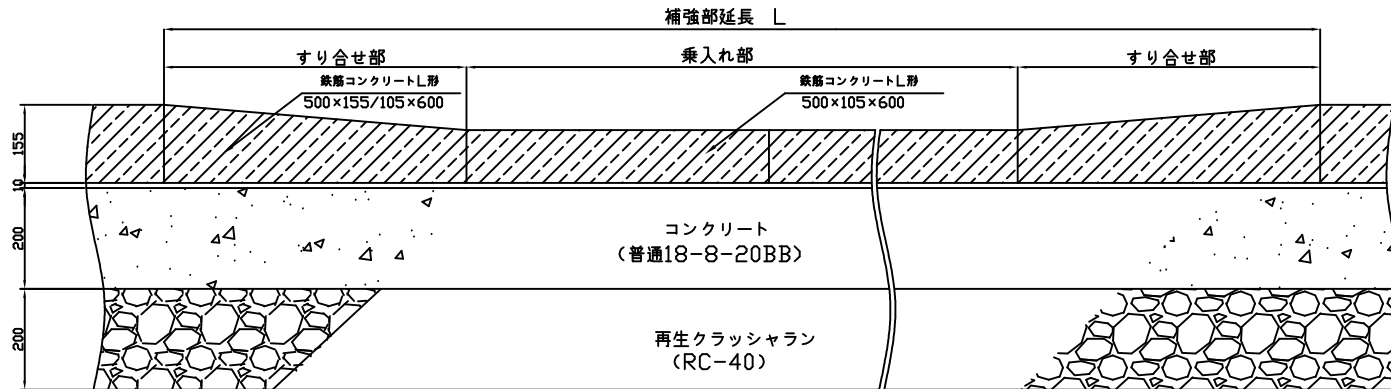 補強部延長 L
すり合せ部
乗入れ部
すり合せ部
鉄筋コンクリートL形
500×155/105×600
鉄筋コンクリートL形
500×105×600
155
10
200
コンクリート
(普通18-8-20BB)
200
再生クラッシャラン
(RC-40)